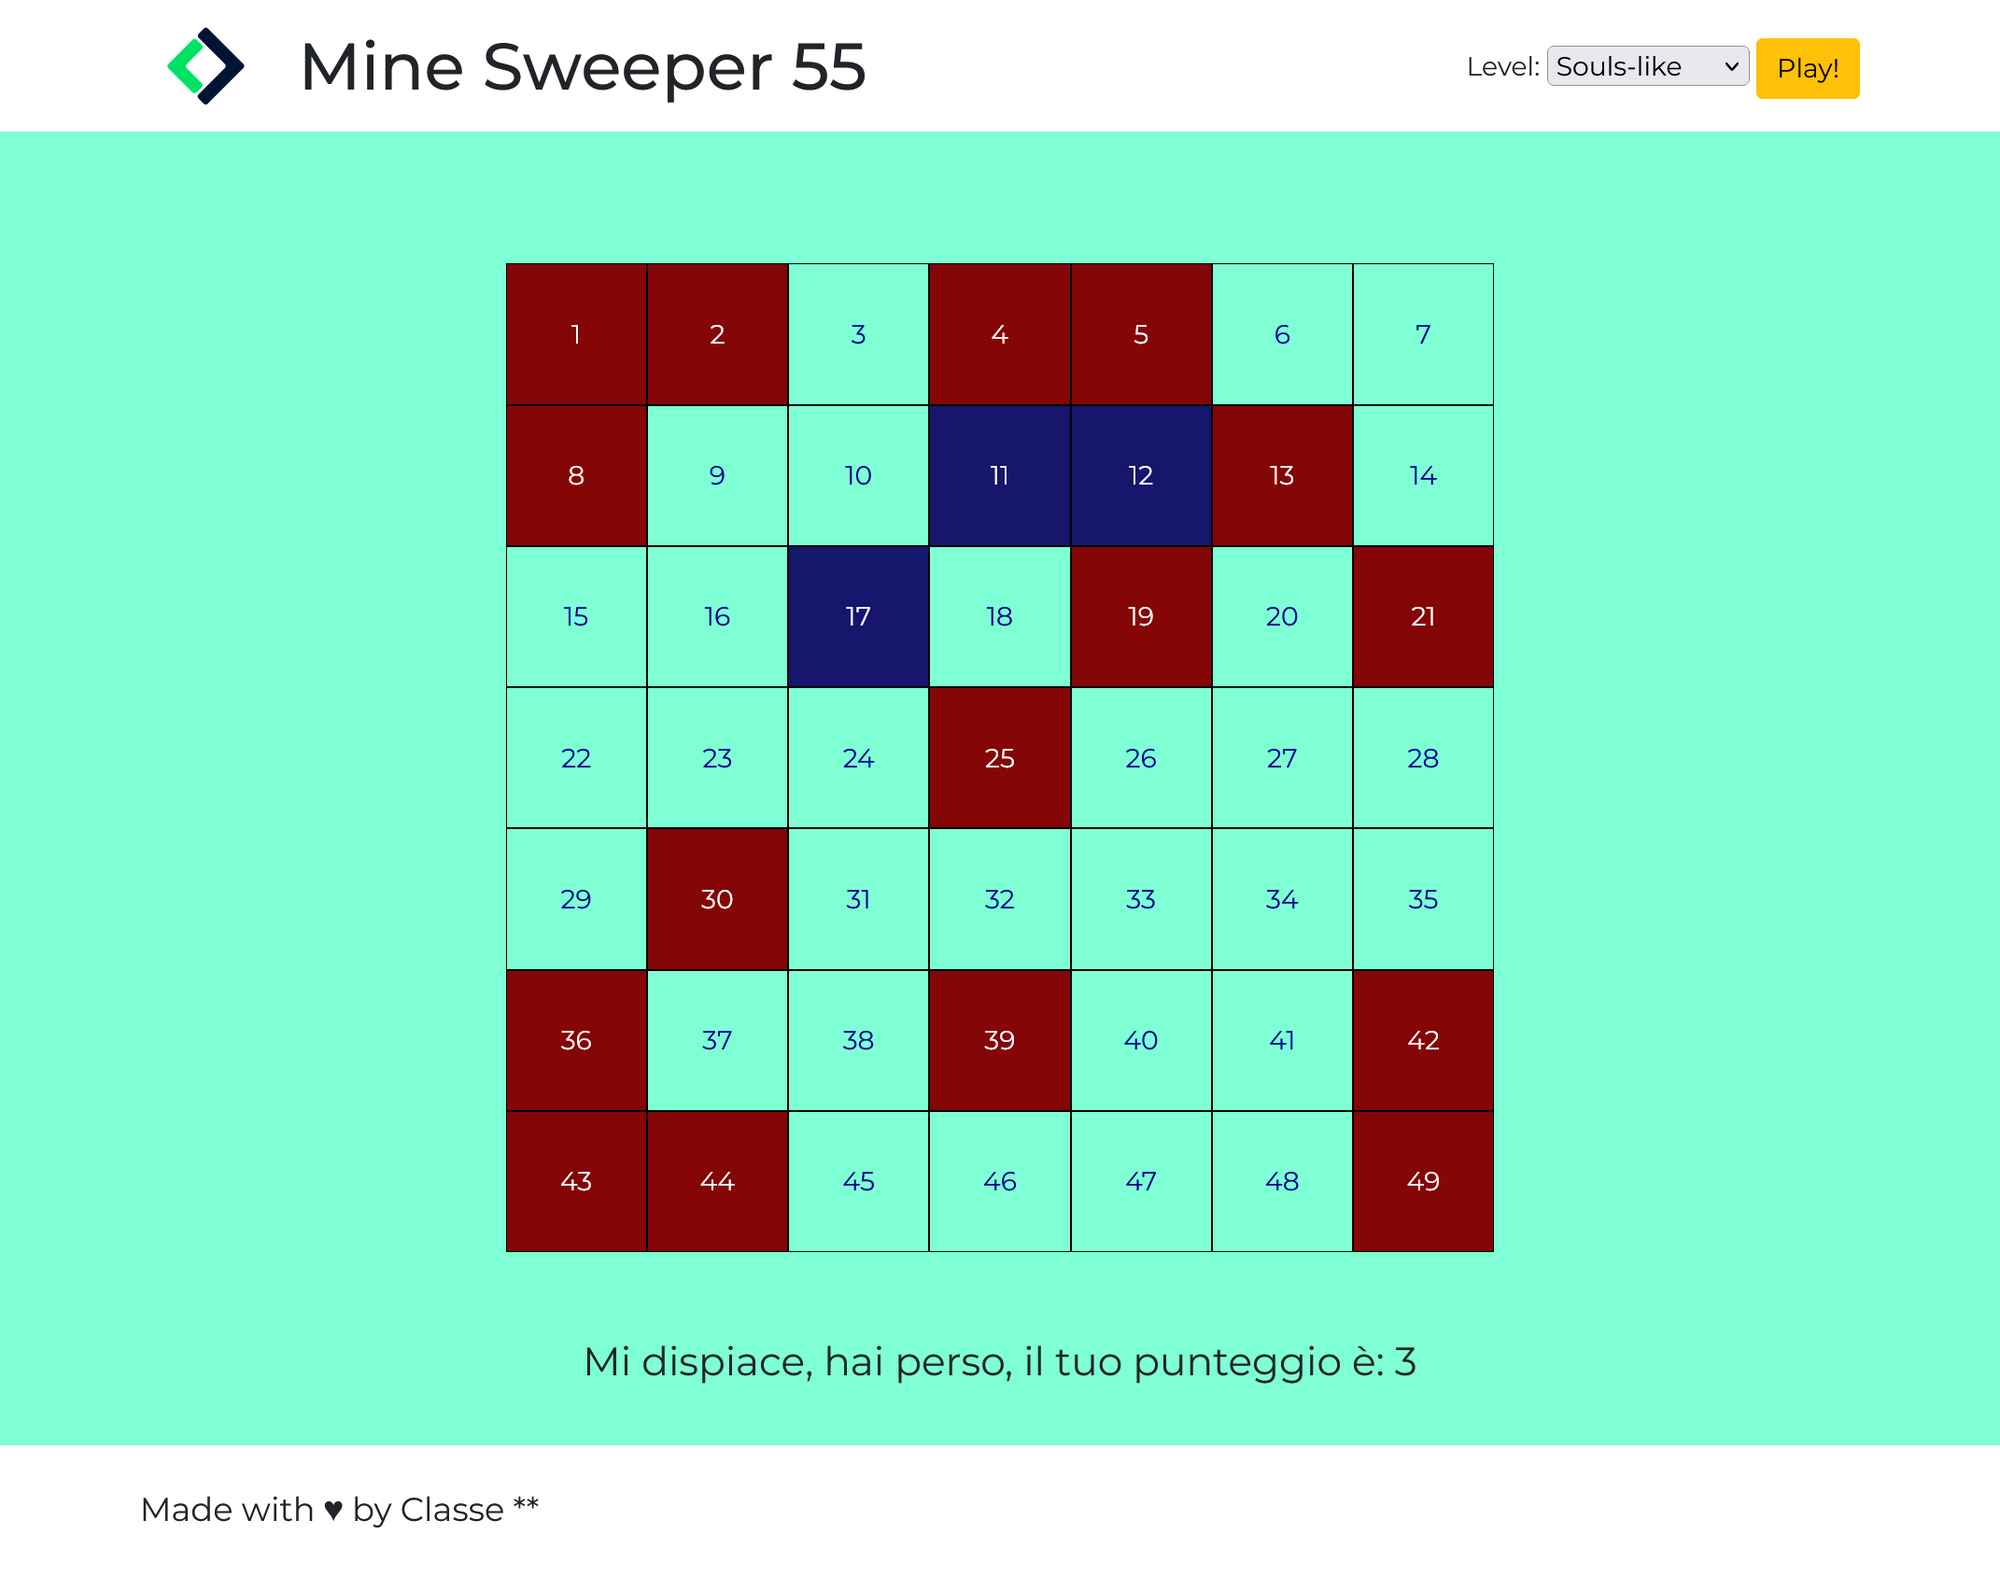 Mine Sweeper 55
Level: Souls-like Play!
1 2 3 4 5 6 7
8 9 10 11 12 13 14
15 16 17 18 19 20 21
22 23 24 25 26 27 28
29 30 31 32 33 34 35
36 37 38 39 40 41 42
43 44 45 46 47 48 49
Mi dispiace, hai perso, il tuo punteggio è: 3
Made with ♥ by Classe **